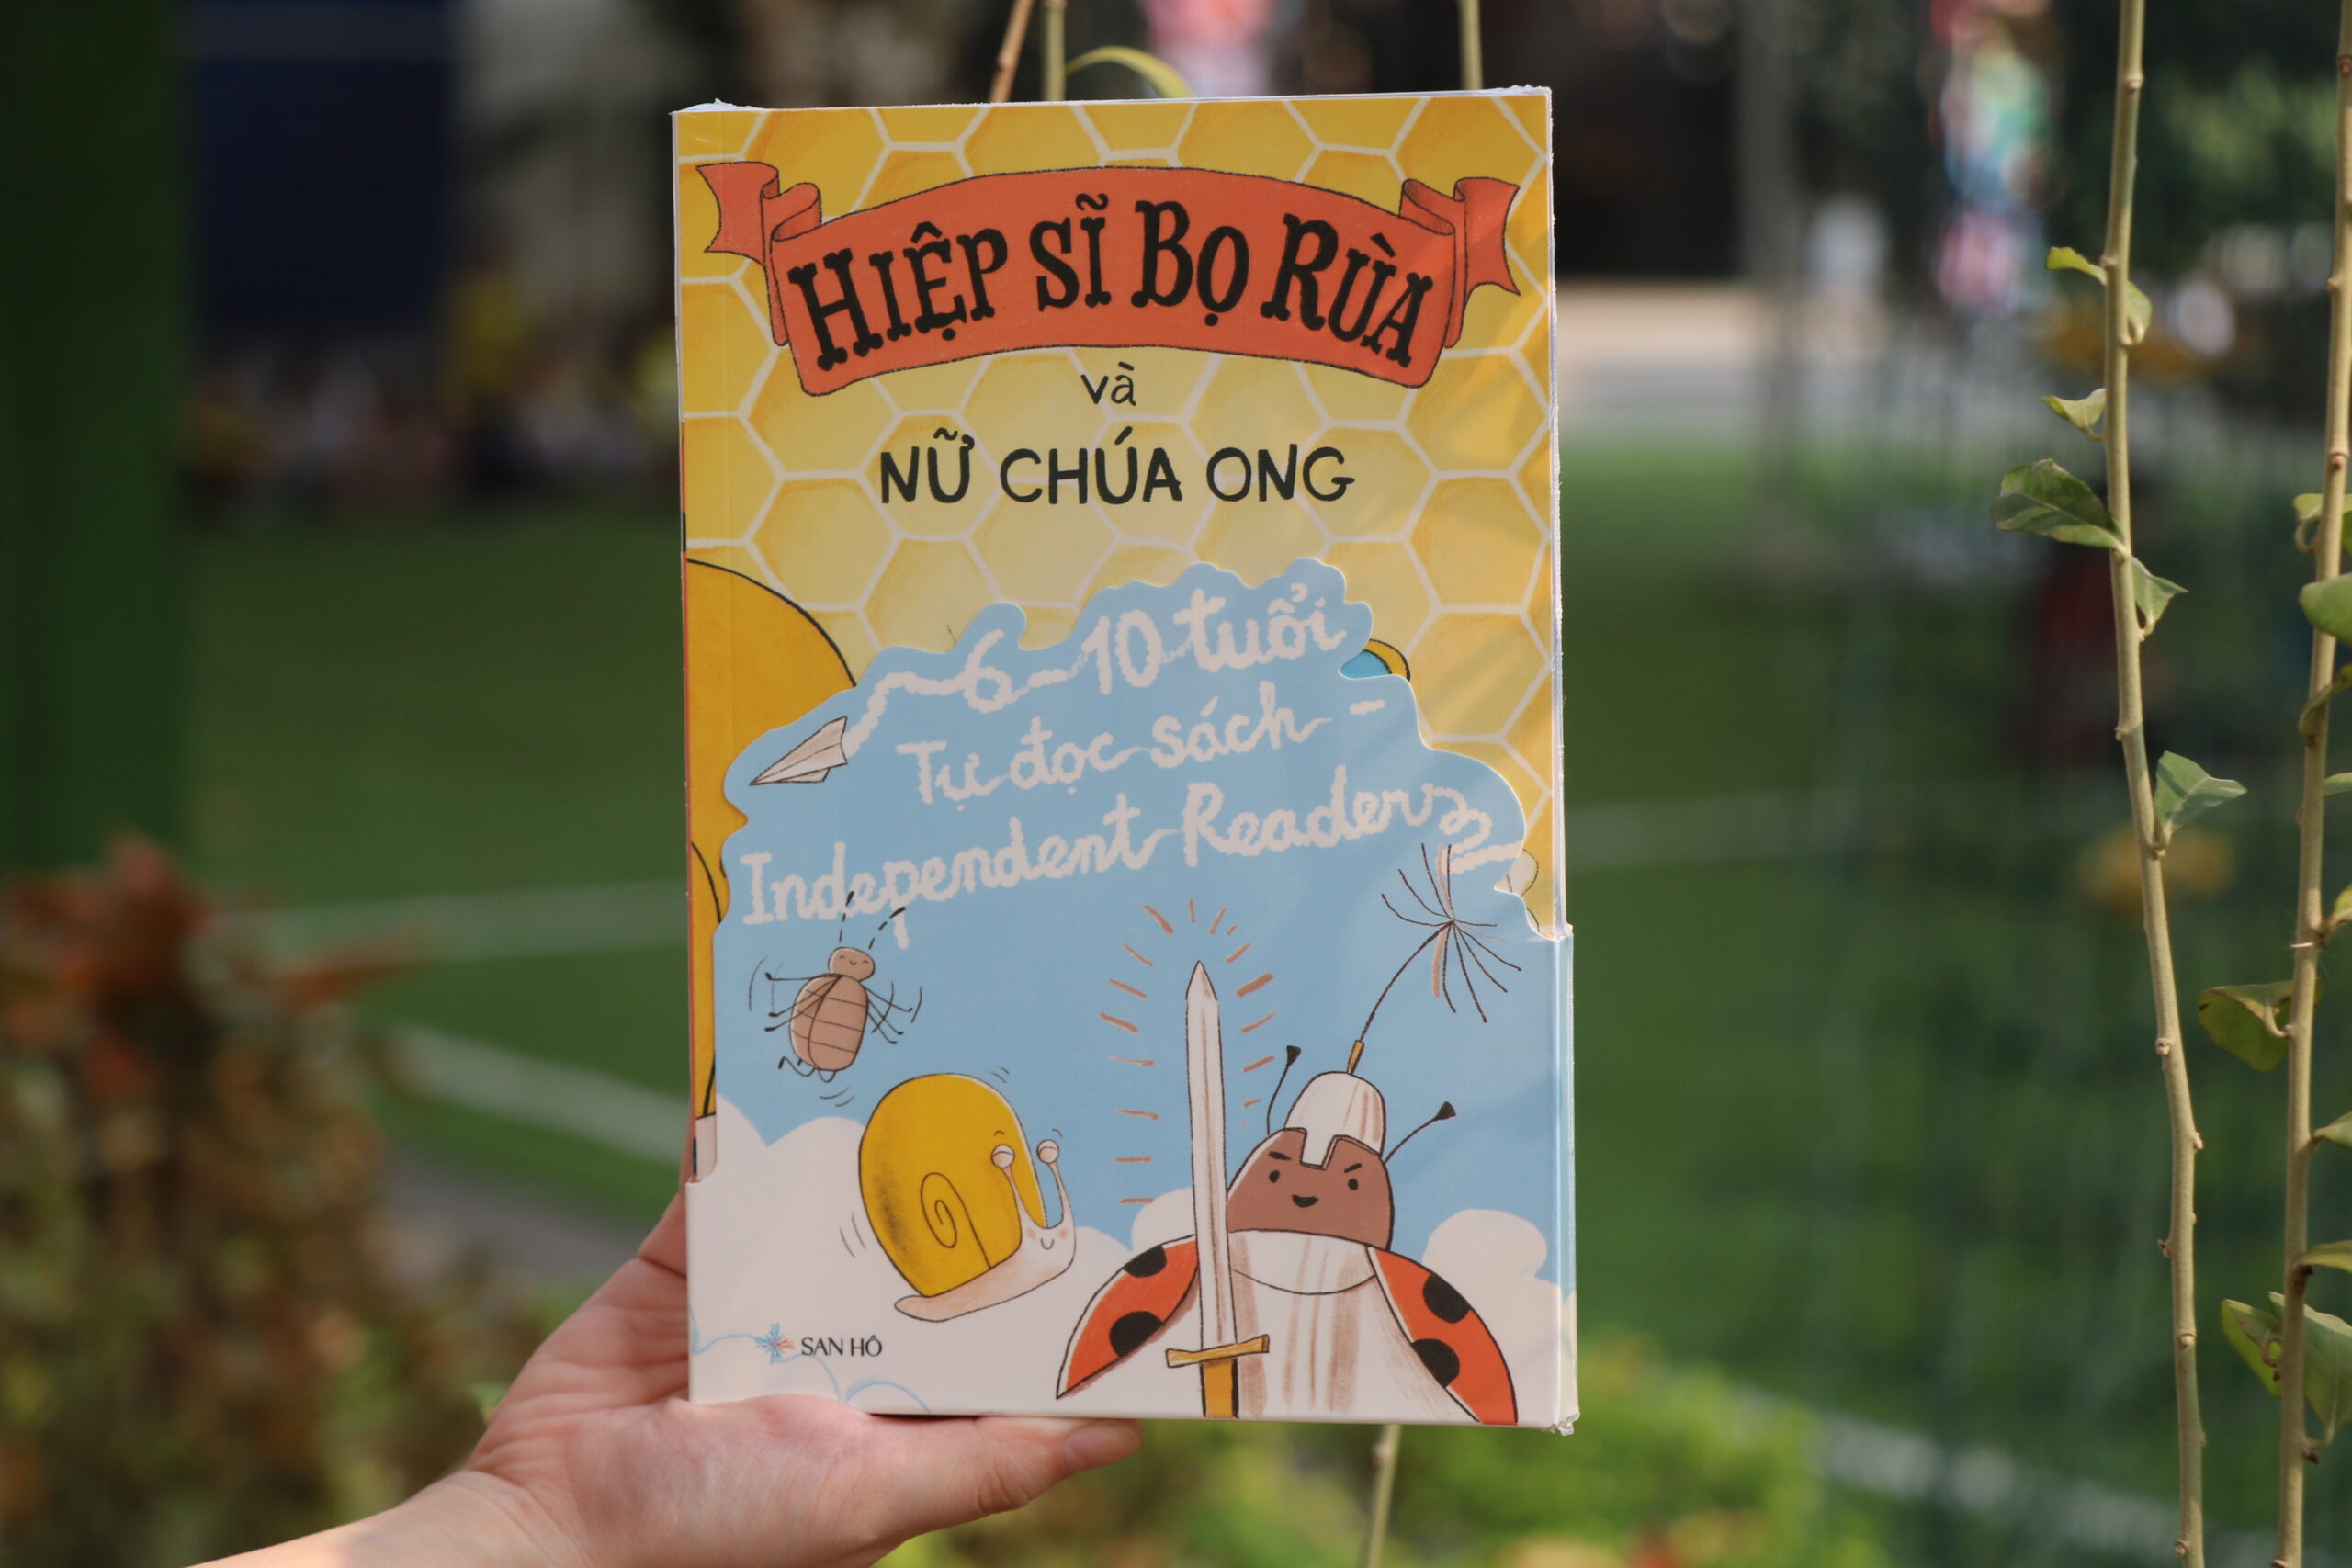 HIỆP SĨ BỌ RÙA
và
NỮ CHÚA ONG
6-10 tuổi
Tự đọc sách -
Independent Readers
SAN HÔ